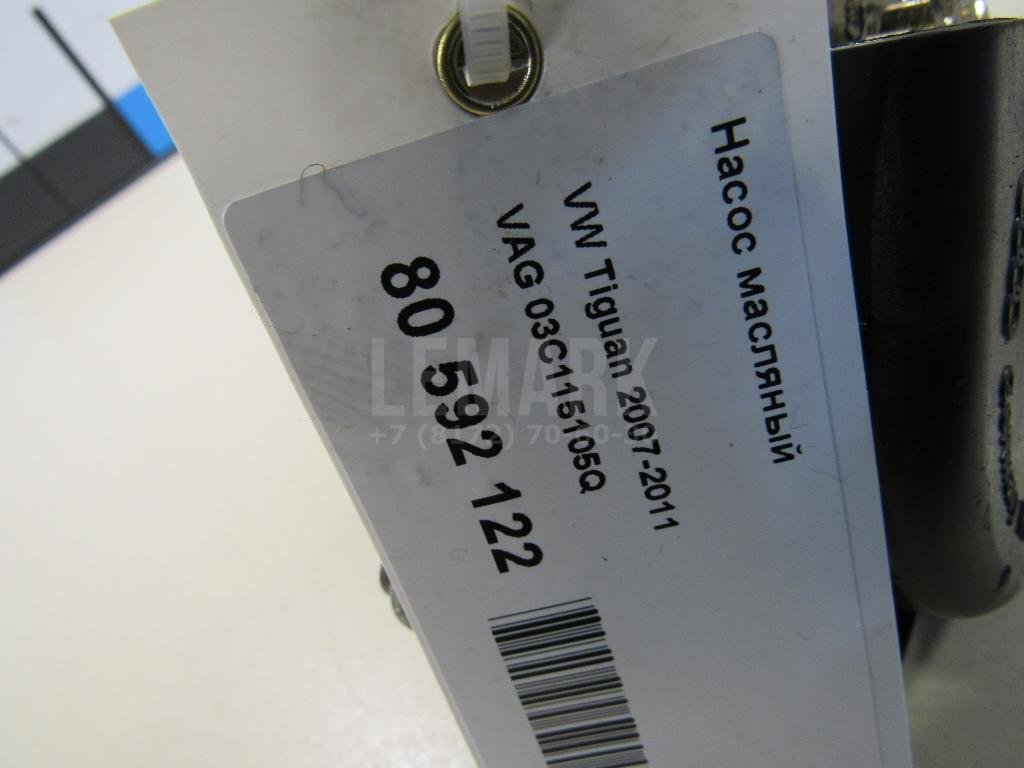 Насос масляный
VW Tiguan 2007-2011
VAG 03C115105Q
80 592 122
LEMARK